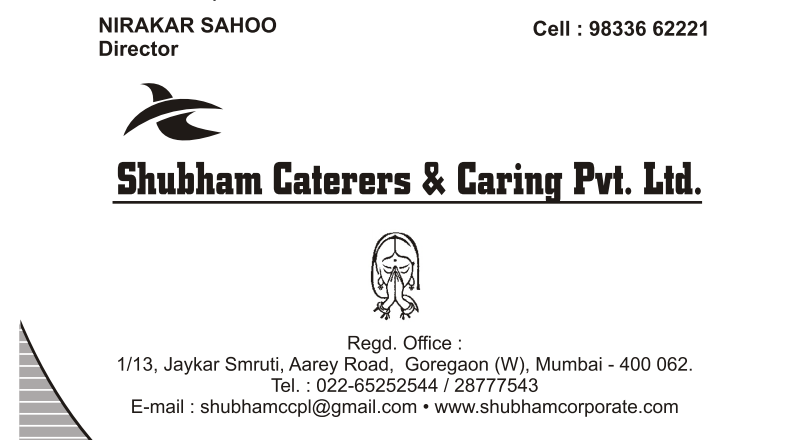 NIRAKAR SAHOO
Director
Cell : 98336 62221
Shubham Caterers & Caring Pvt. Ltd.
Regd. Office :
1/13, Jaykar Smruti, Aarey Road, Goregaon (W), Mumbai - 400 062.
Tel. : 022-65252544 / 28777543
E-mail : shubhamccpl@gmail.com • www.shubhamcorporate.com